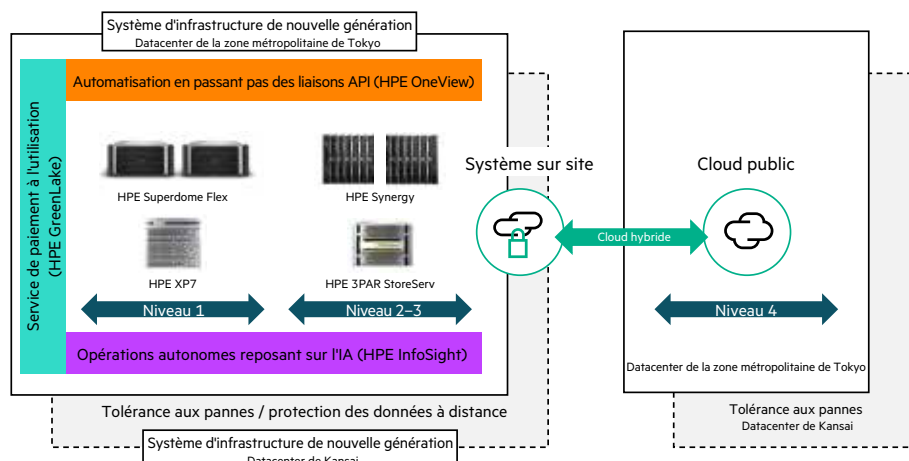 Système d'infrastructure de nouvelle génération
Datacenter de la zone métropolitaine de Tokyo
Service de paiement à l'utilisation
(HPE GreenLake)
Automatisation en passant pas des liaisons API (HPE OneView)
HPE Superdome Flex
HPE Synergy
HPE XP7
HPE 3PAR StoreServ
Niveau 1
Niveau 2–3
Opérations autonomes reposant sur l'IA (HPE InfoSight)
Système sur site
Cloud hybride
Cloud public
Niveau 4
Datacenter de la zone métropolitaine de Tokyo
Tolérance aux pannes / protection des données à distance
Système d'infrastructure de nouvelle génération
Datacenter de Kansai
Tolérance aux pannes
Datacenter de Kansai